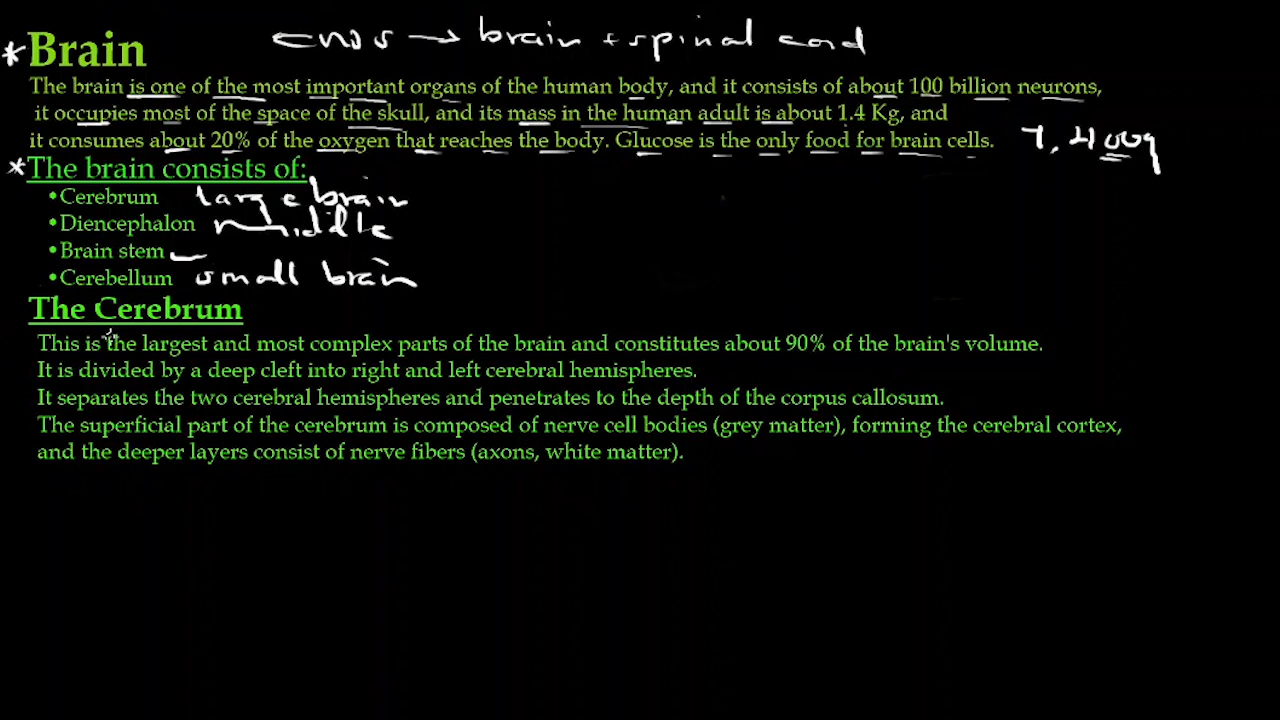 *Brain
cnos → brain + spinal cord
The brain is one of the most important organs of the human body, and it consists of about 100 billion neurons,
it occupies most of the space of the skull, and its mass in the human adult is about 1.4 Kg, and
it consumes about 20% of the oxygen that reaches the body. Glucose is the only food for brain cells. 1,400g
*The brain consists of:
•Cerebrum large brain
•Diencephalon middle
•Brain stem
•Cerebellum small brain
The Cerebrum
This is the largest and most complex parts of the brain and constitutes about 90% of the brain's volume.
It is divided by a deep cleft into right and left cerebral hemispheres.
It separates the two cerebral hemispheres and penetrates to the depth of the corpus callosum.
The superficial part of the cerebrum is composed of nerve cell bodies (grey matter), forming the cerebral cortex,
and the deeper layers consist of nerve fibers (axons, white matter).